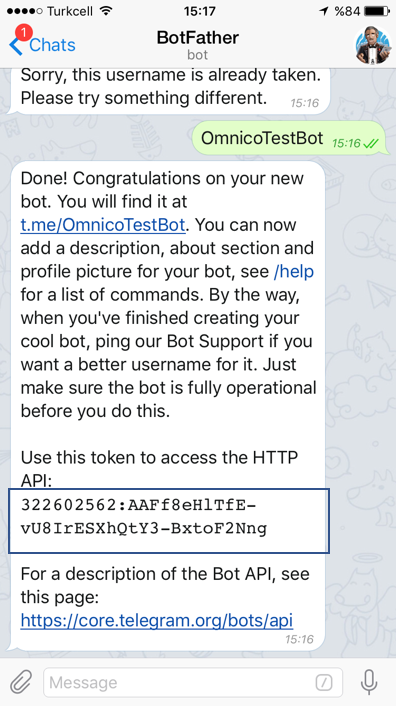 Turkcell 15:17 %84
1 Chats BotFather
bot
Sorry, this username is already taken.
Please try something different. 15:16
OmnicoTestBot 15:16
Done! Congratulations on your new
bot. You will find it at
t.me/OmnicoTestBot. You can now
add a description, about section and
profile picture for your bot, see /help
for a list of commands. By the way,
when you've finished creating your
cool bot, ping our Bot Support if you
want a better username for it. Just
make sure the bot is fully operational
before you do this.
Use this token to access the HTTP
API:
322602562:AAFf8eHlTfE-
vU8IrESXhQtY3-BxtoF2Nng
For a description of the Bot API, see
this page:
https://core.telegram.org/bots/api
15:16
Message